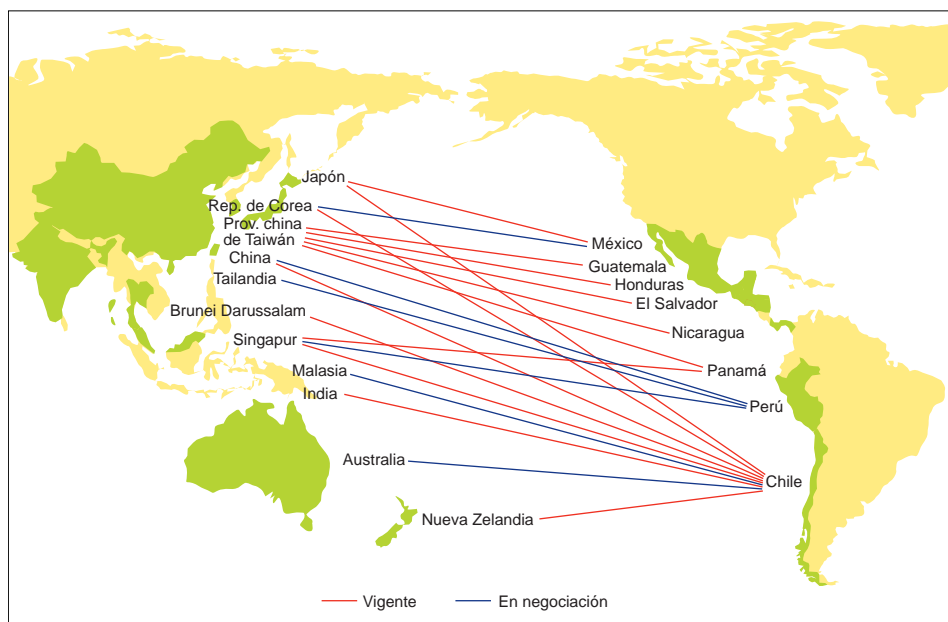 Japón
Rep. de Corea
Prov. china
de Taiwán
China
Tailandia
Brunei Darussalam
Singapur
Malasia
India
Australia
Nueva Zelandia
México
Guatemala
Honduras
El Salvador
Nicaragua
Panamá
Perú
Chile
Vigente
En negociación